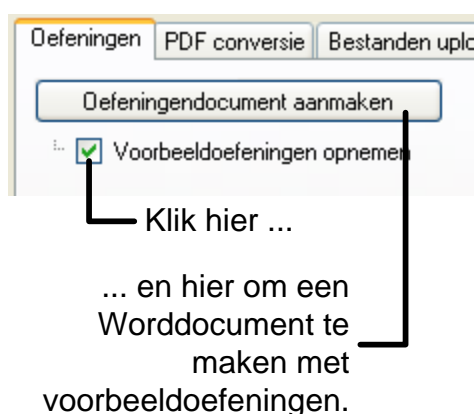 Oefeningen PDF conversie Bestanden uplo
Oefeningendocument aanmaken
Voorbeeldoefeningen opnemen
Klik hier ...
... en hier om een
Worddocument te
maken met
voorbeeldoefeningen.